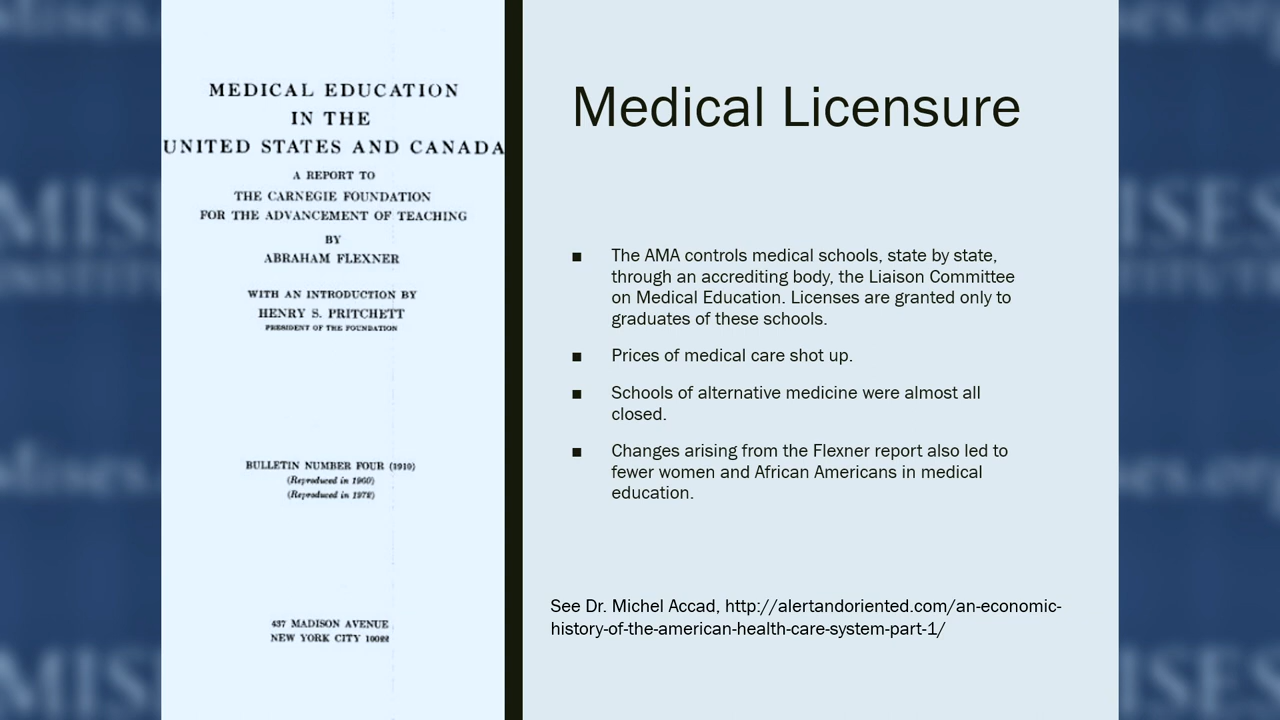 MEDICAL EDUCATION
IN THE
UNITED STATES AND CANADA
A REPORT TO
THE CARNEGIE FOUNDATION
FOR THE ADVANCEMENT OF TEACHING
BY
ABRAHAM FLEXNER
WITH AN INTRODUCTION BY
HENRY S. PRITCHETT
PRESIDENT OF THE FOUNDATION
BULLETIN NUMBER FOUR (1910)
(Reproduced in 1960)
(Reproduced in 1972)
437 MADISON AVENUE
NEW YORK CITY 10022
Medical Licensure
■ The AMA controls medical schools, state by state,
through an accrediting body, the Liaison Committee
on Medical Education. Licenses are granted only to
graduates of these schools.
■ Prices of medical care shot up.
■ Schools of alternative medicine were almost all
closed.
■ Changes arising from the Flexner report also led to
fewer women and African Americans in medical
education.
See Dr. Michel Accad, http://alertandoriented.com/an-economic-
history-of-the-american-health-care-system-part-1/